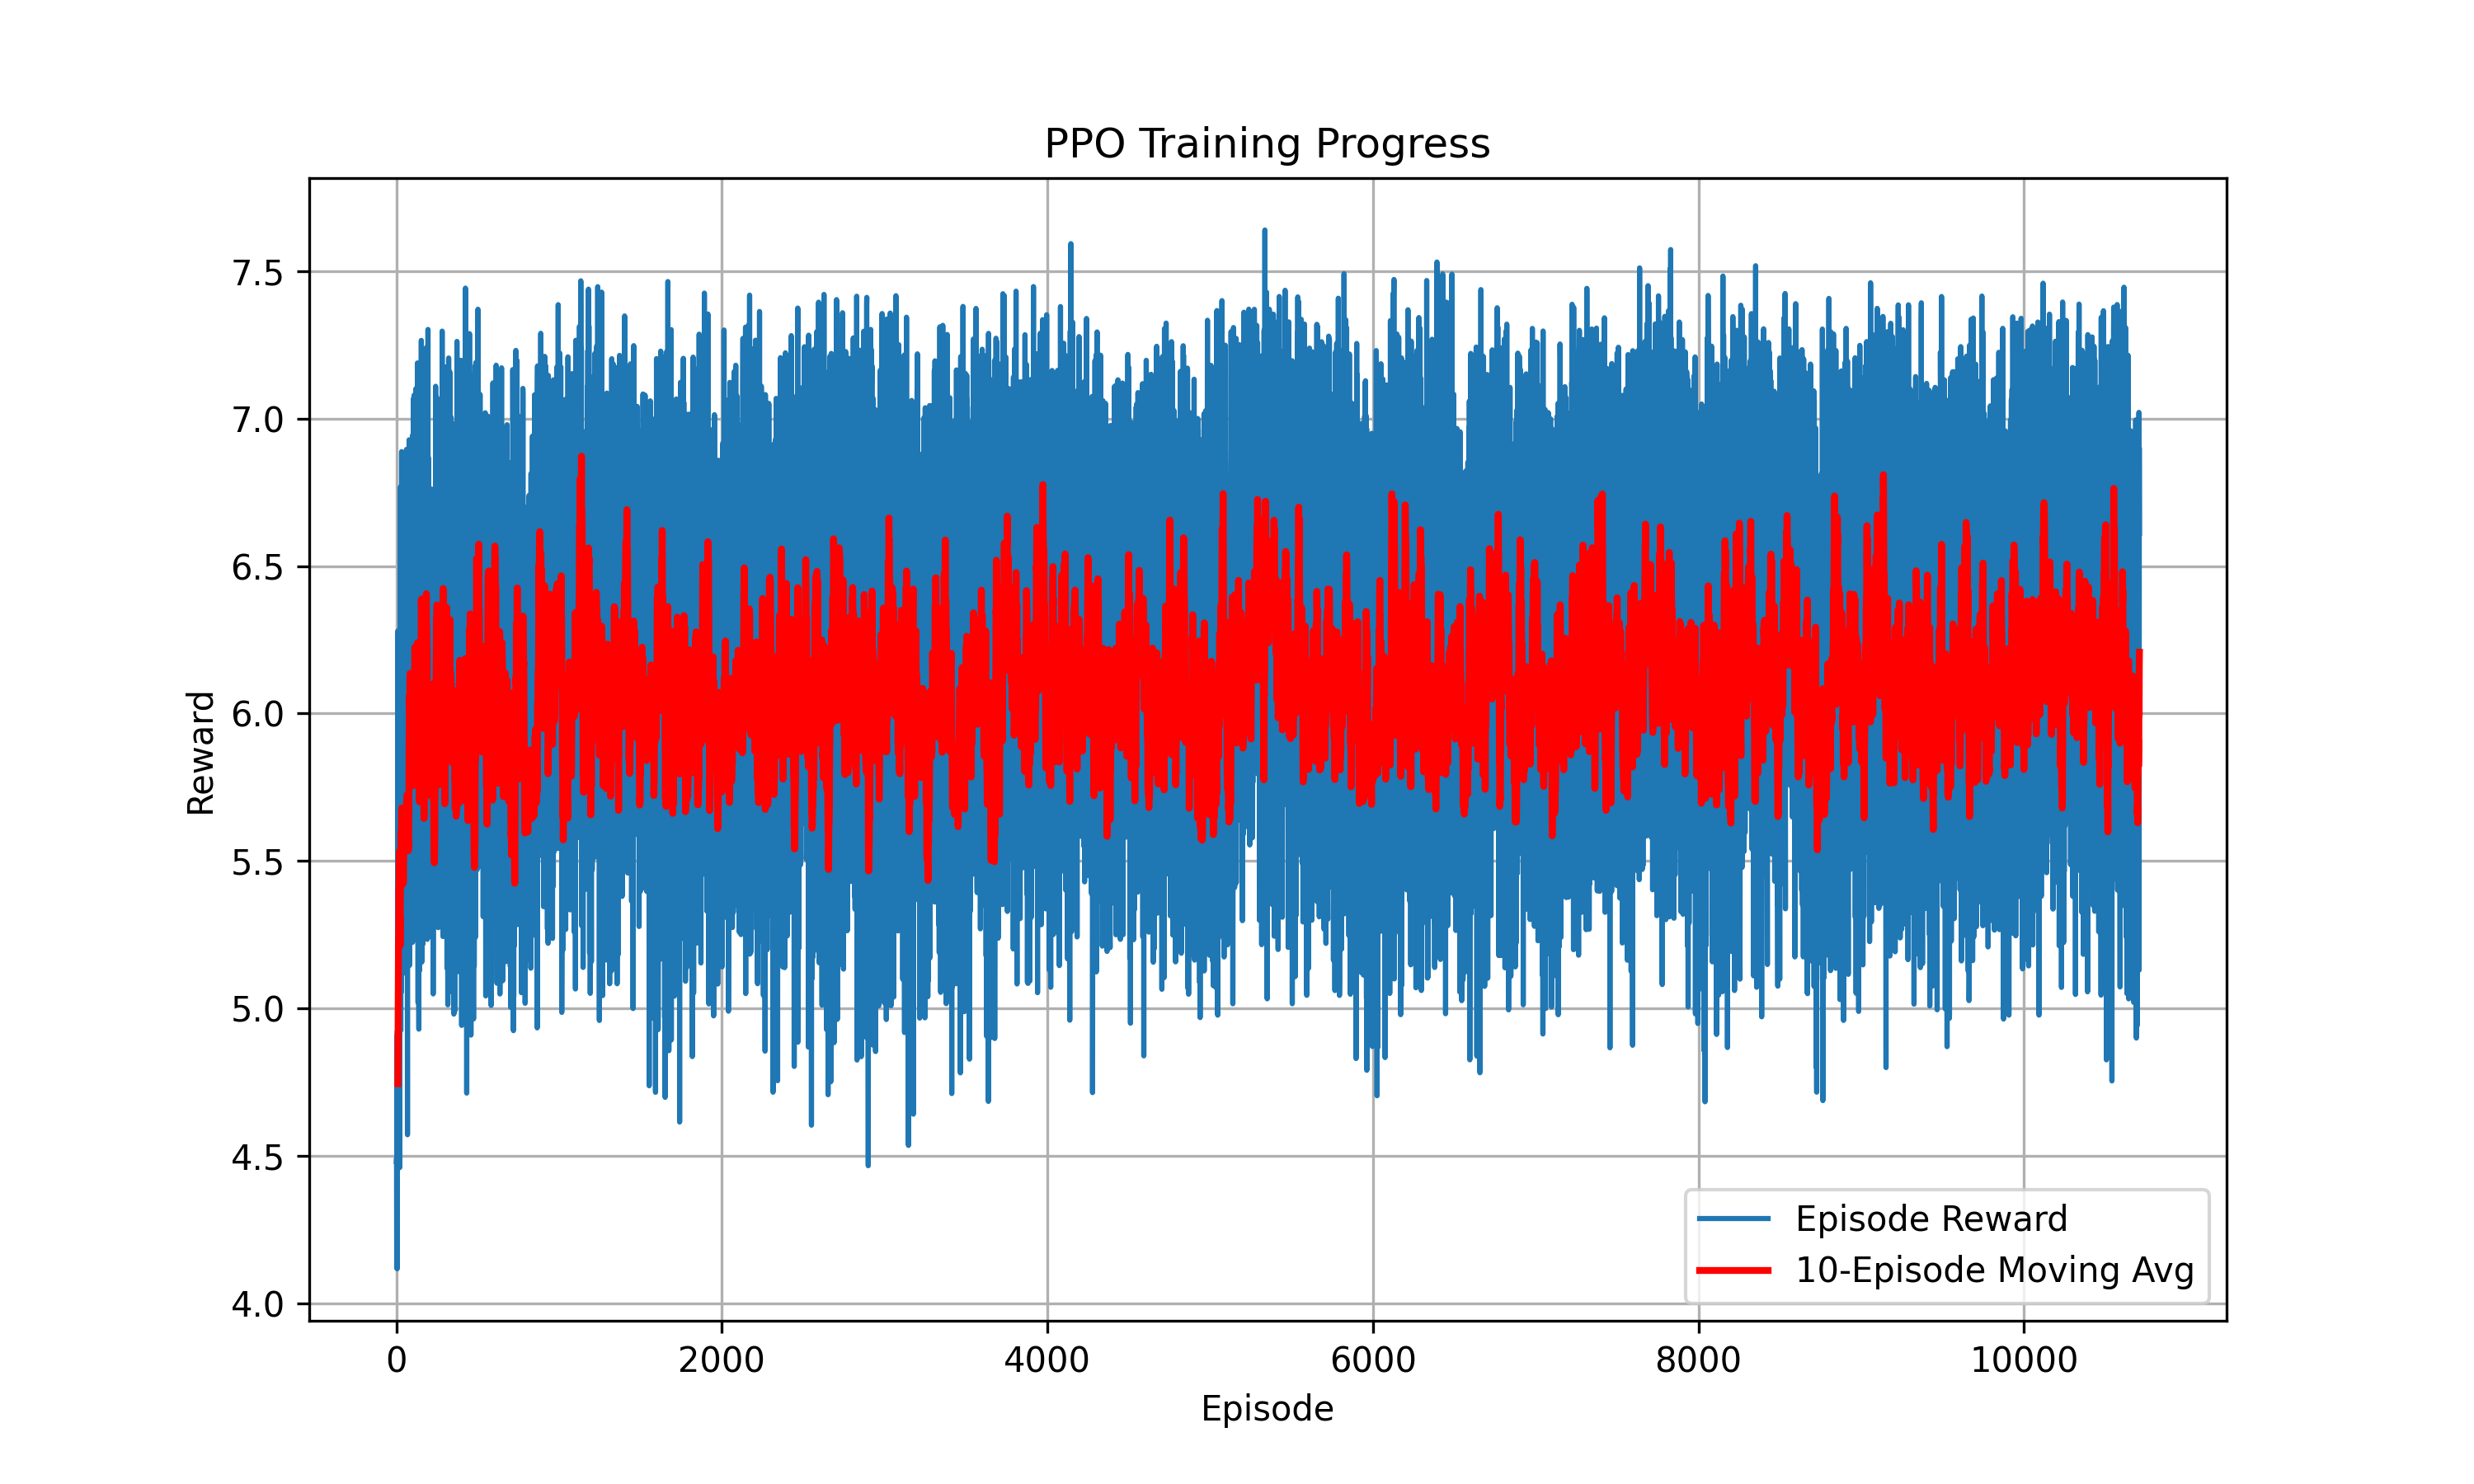 PPO Training Progress
7.5
7.0
6.5
6.0
5.5
5.0
4.5
4.0
Reward
0 2000 4000 6000 8000 10000
Episode
Episode Reward
10-Episode Moving Avg